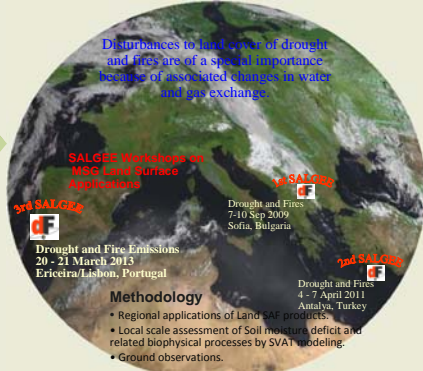 Disturbances to land cover of drought
and fires are of a special importance
because of associated changes in water
and gas exchange.
SALGEE Workshops on
MSG Land Surface
Applications
1st SALGEE
dF
Drought and Fires
7-10 Sep 2009
Sofia, Bulgaria
3rd SALGEE
dF
Drought and Fire Emissions
20 - 21 March 2013
Ericeira/Lisbon, Portugal
2nd SALGEE
dF
Drought and Fires
4 - 7 April 2011
Antalya, Turkey
Methodology
• Regional applications of Land SAF products.
• Local scale assessment of Soil moisture deficit and
related biophysical processes by SVAT modeling.
• Ground observations.